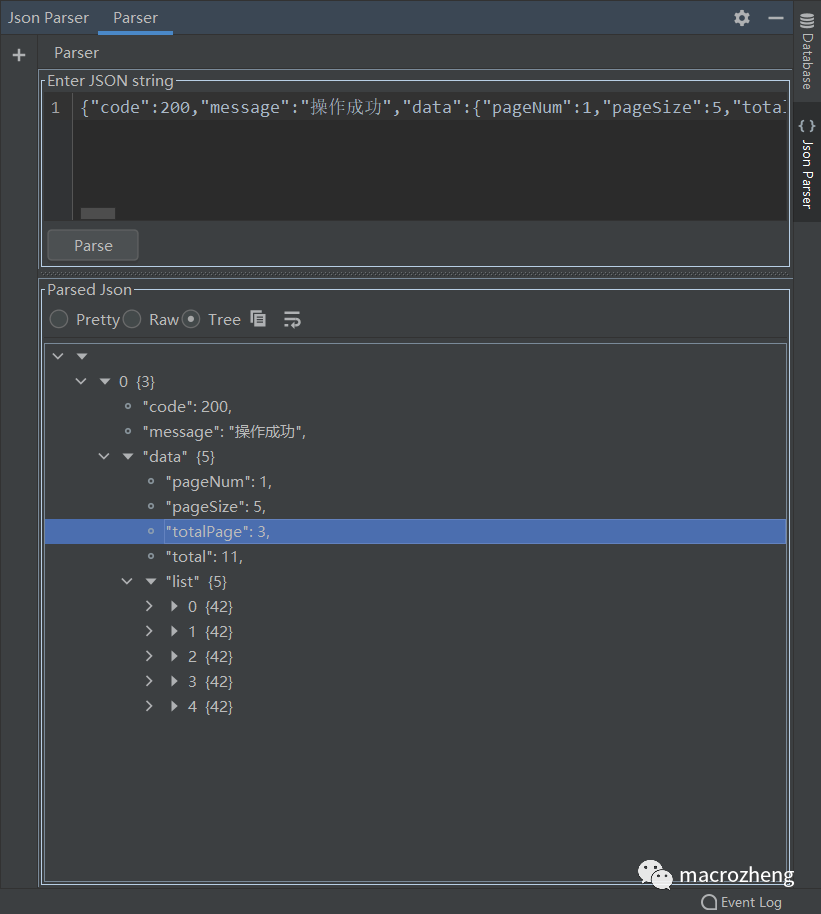 Json Parser Parser
Parser
Enter JSON string
1 {"code":200,"message":"操作成功","data":{"pageNum":1,"pageSize":5,"tota
Parse
Parsed Json
Pretty Raw Tree
0 {3}
"code": 200,
"message": "操作成功",
"data" {5}
"pageNum": 1,
"pageSize": 5,
"totalPage": 3,
"total": 11,
"list" {5}
0 {42}
1 {42}
2 {42}
3 {42}
4 {42}
Database
{} Json Parser
macrozheng
Event Log